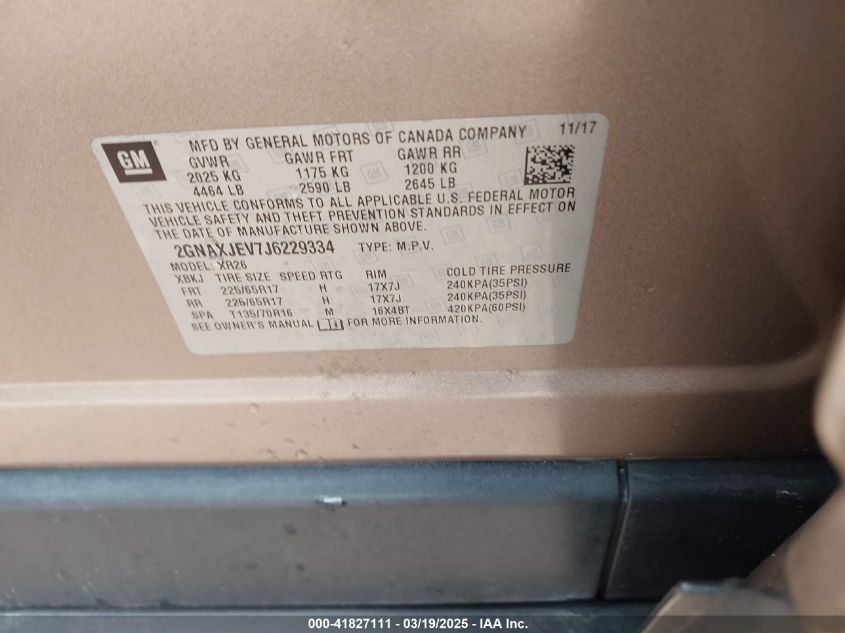 GM
MFD BY GENERAL MOTORS OF CANADA COMPANY 11/17
GVWR GAWR FRT GAWR RR
2025 KG 1175 KG 1200 KG
4464 LB 2590 LB 2645 LB
THIS VEHICLE CONFORMS TO ALL APPLICABLE U.S. FEDERAL MOTOR
VEHICLE SAFETY AND THEFT PREVENTION STANDARDS IN EFFECT ON
THE DATE OF MANUFACTURE SHOWN ABOVE.
2GNAXJEV7J6229334 TYPE: M.P.V.
MODEL: XR26
XBKJ TIRE SIZE SPEED RTG RIM COLD TIRE PRESSURE
FRT 225/65R17 H 17X7J 240KPA(35PSI)
RR 225/65R17 H 17X7J 240KPA(35PSI)
SPA T135/70R16 M 16X4BT 420KPA(60PSI)
SEE OWNER'S MANUAL FOR MORE INFORMATION.
000-41827111 - 03/19/2025 - IAA Inc.